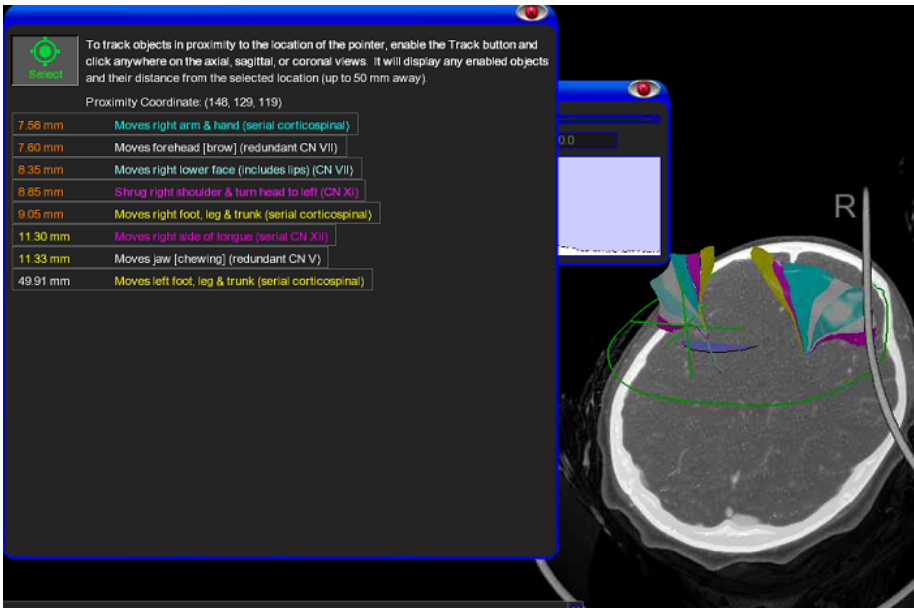 To track objects in proximity to the location of the pointer, enable the Track button and
click anywhere on the axial, sagittal, or coronal views. It will display any enabled objects
and their distance from the selected location (up to 50 mm away).
Select
Proximity Coordinate: (148, 129, 119)
7.56 mm Moves right arm & hand (serial corticospinal)
7.60 mm Moves forehead [brow] (redundant CN VII)
8.35 mm Moves right lower face (includes lips) (CN VII)
8.85 mm Shrug right shoulder & turn head to left (CN XI)
9.05 mm Moves right foot, leg & trunk (serial corticospinal)
11.30 mm Moves right side of tongue (serial CN XII)
11.33 mm Moves jaw [chewing] (redundant CN V)
49.91 mm Moves left foot, leg & trunk (serial corticospinal)
0.0
R